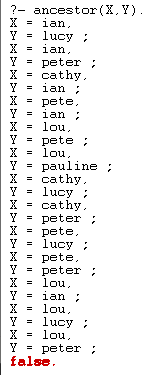 ?- ancestor(X,Y).
X = ian,
Y = lucy ;
X = ian,
Y = peter ;
X = cathy,
Y = ian ;
X = pete,
Y = ian ;
X = lou,
Y = pete ;
X = lou,
Y = pauline ;
X = cathy,
Y = lucy ;
X = cathy,
Y = peter ;
X = pete,
Y = lucy ;
X = pete,
Y = peter ;
X = lou,
Y = ian ;
X = lou,
Y = lucy ;
X = lou,
Y = peter ;
false.